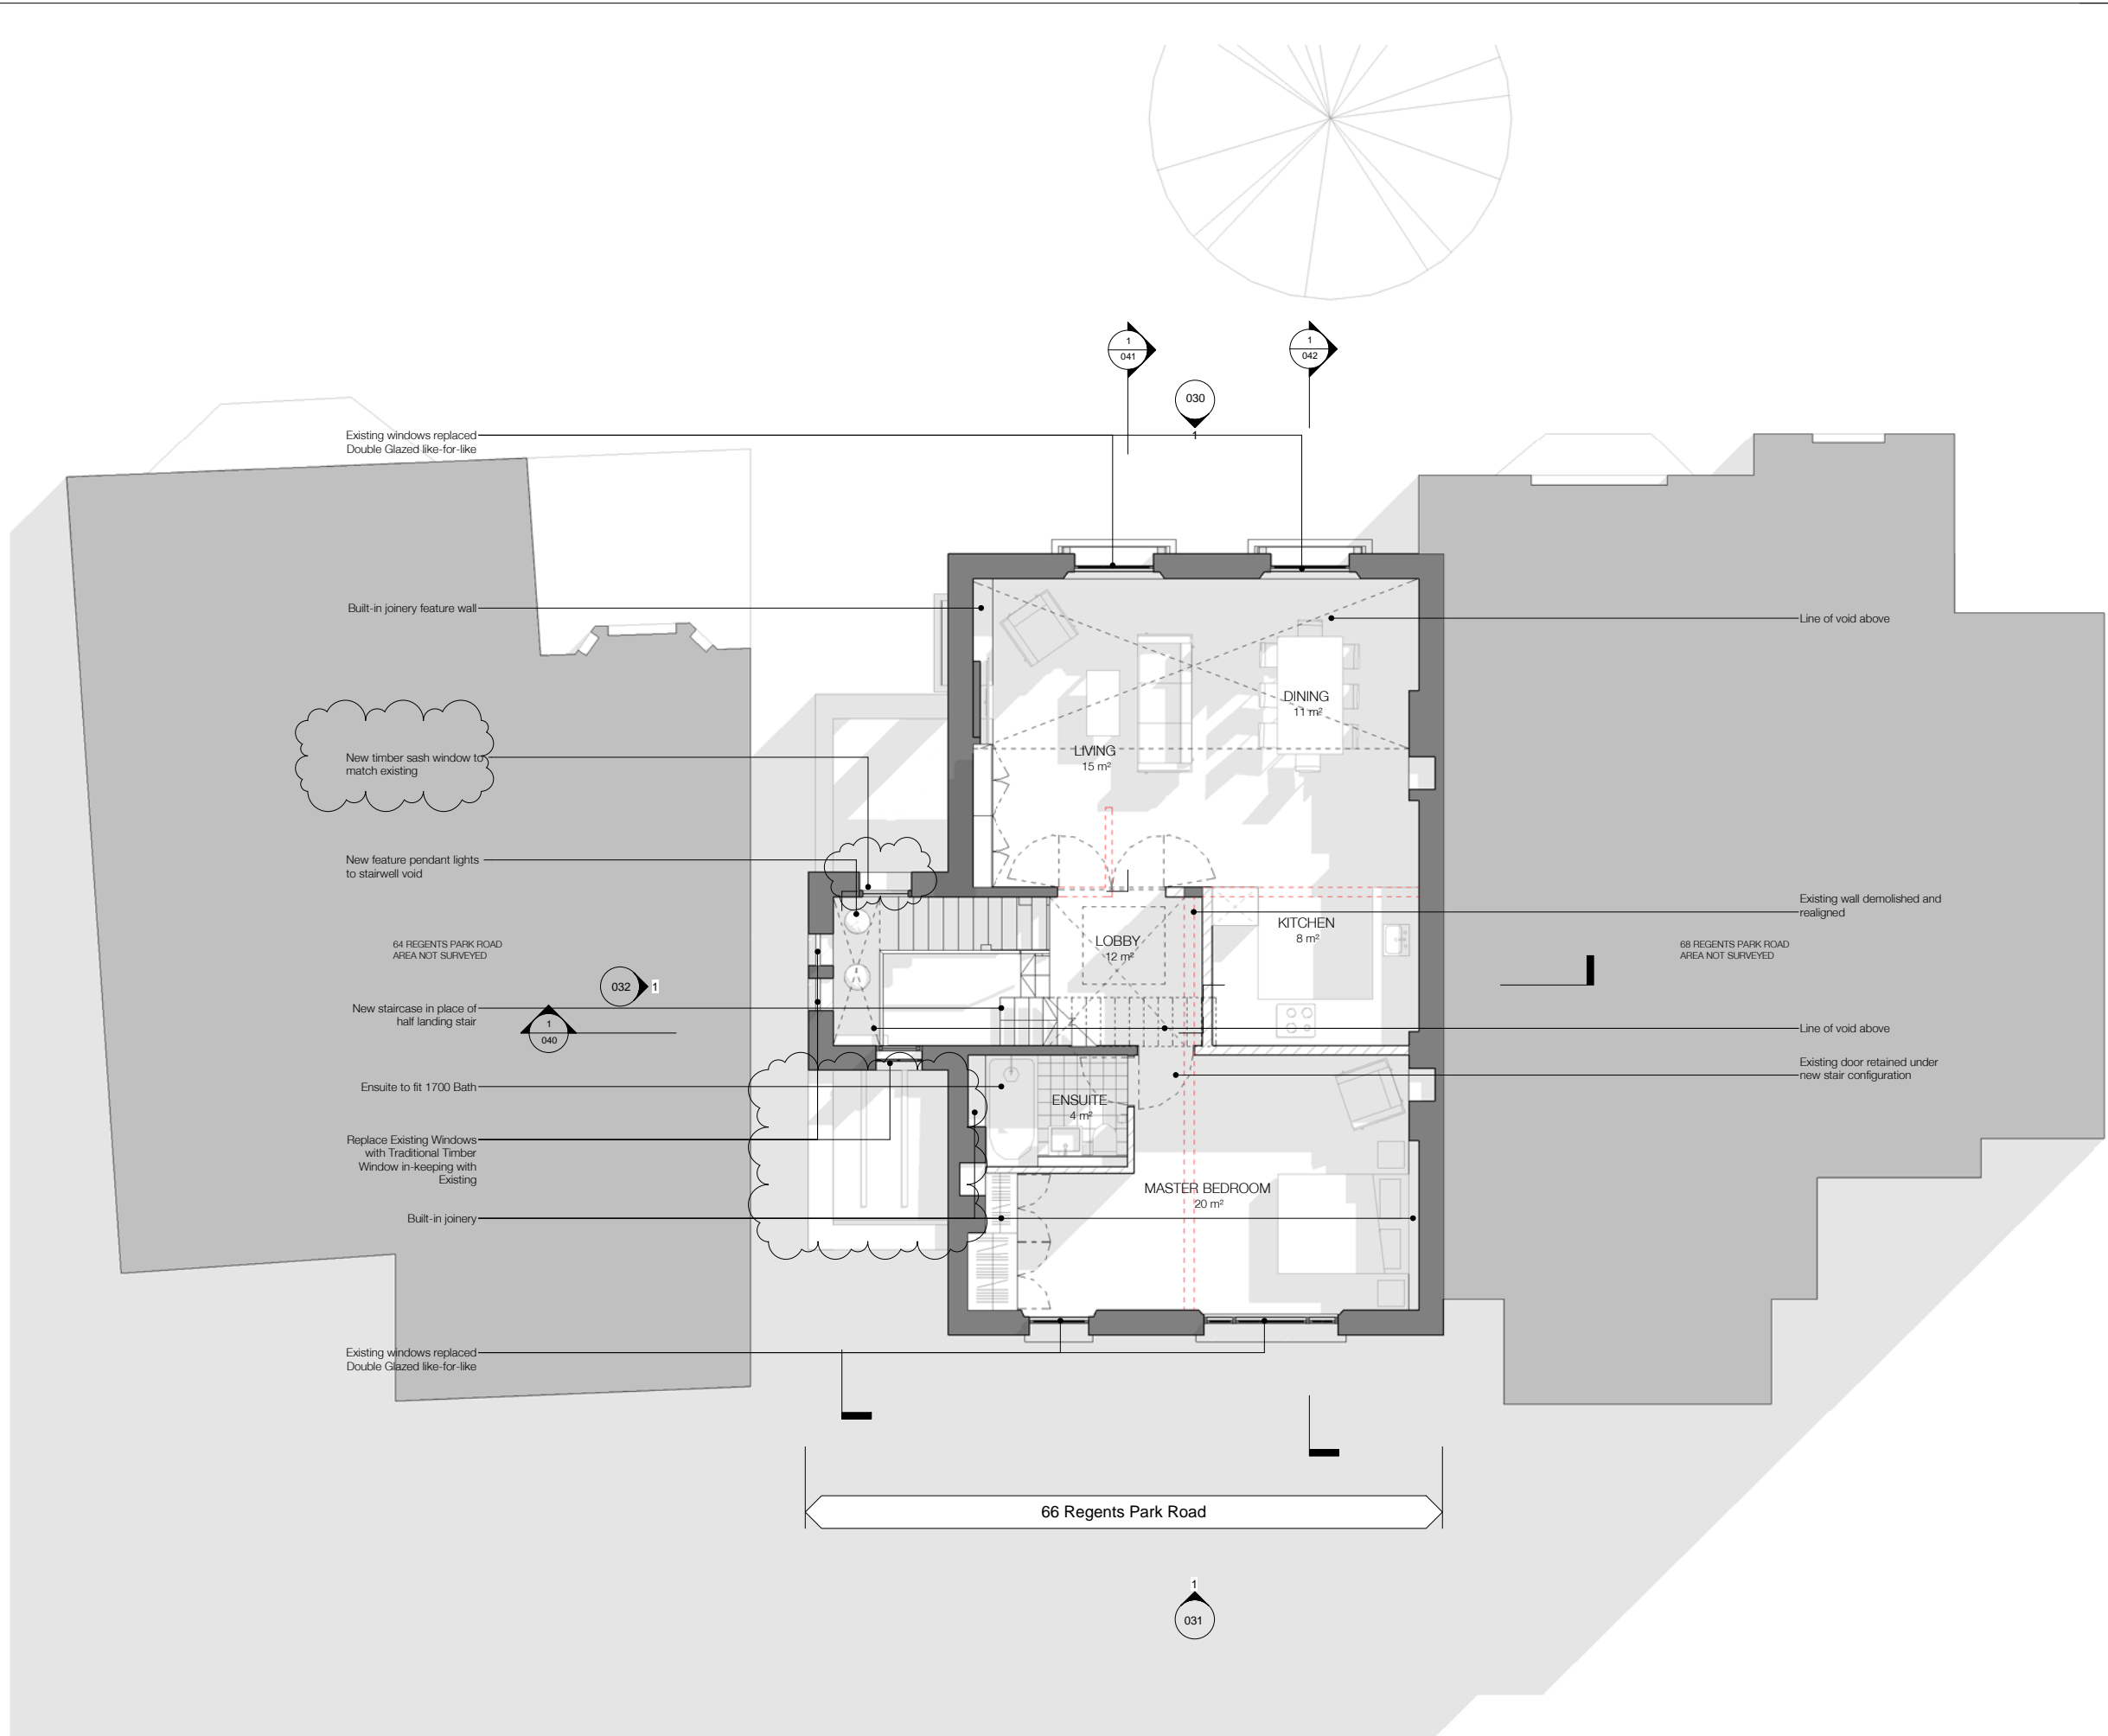 1
041
1
042
030
1
Existing windows replaced
Double Glazed like-for-like
Built-in joinery feature wall
Line of void above
DINING
11 m²
LIVING
15 m²
New timber sash window to
match existing
New feature pendant lights
to stairwell void
Existing wall demolished and
realigned
KITCHEN
8 m²
LOBBY
12 m²
64 REGENTS PARK ROAD
AREA NOT SURVEYED
68 REGENTS PARK ROAD
AREA NOT SURVEYED
032
1
New staircase in place of
half landing stair
1
040
Line of void above
Existing door retained under
new stair configuration
Ensuite to fit 1700 Bath
ENSUITE
4 m²
Replace Existing Windows
with Traditional Timber
Window in-keeping with
Existing
MASTER BEDROOM
20 m²
Built-in joinery
Existing windows replaced
Double Glazed like-for-like
66 Regents Park Road
1
031